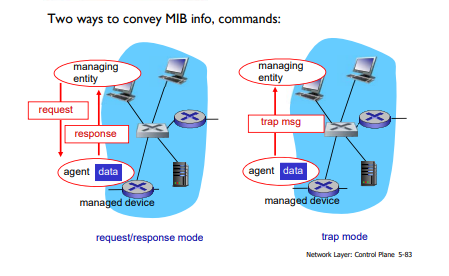 Two ways to convey MIB info, commands:
managing
entity
request
response
agent data
managed device
request/response mode
managing
entity
trap msg
agent data
managed device
trap mode
Network Layer: Control Plane 5-83